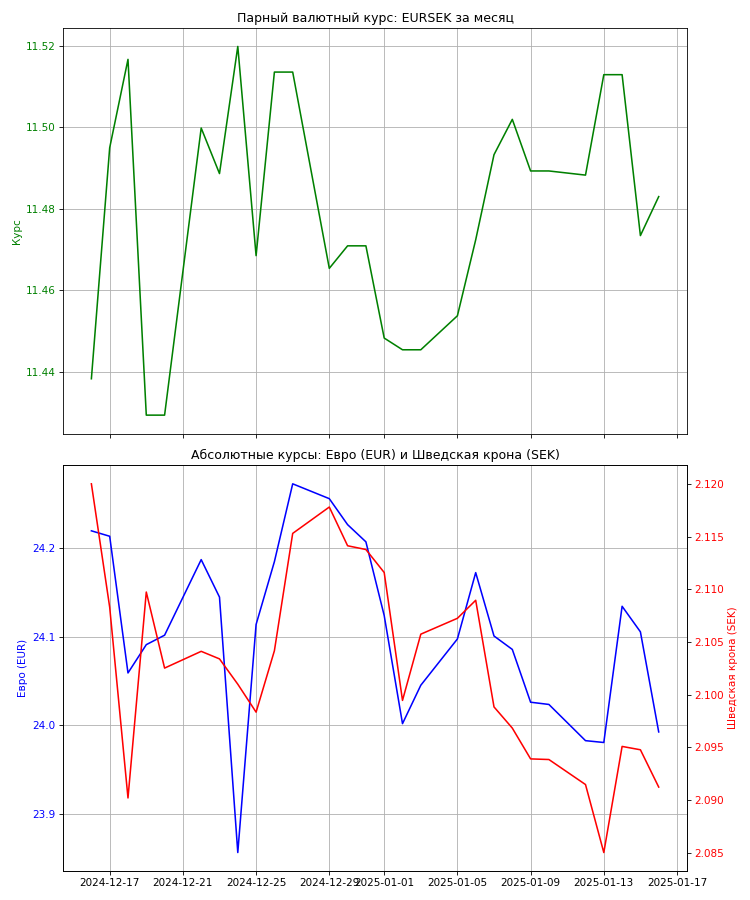 Парный валютный курс: EURSEK за месяц
11.52
11.50
11.48
11.46
11.44
Курс
Абсолютные курсы: Евро (EUR) и Шведская крона (SEK)
24.2
24.1
24.0
23.9
Евро (EUR)
2.120
2.115
2.110
2.105
2.100
2.095
2.090
2.085
Шведская крона (SEK)
2024-12-17 2024-12-21 2024-12-25 2024-12-29 2025-01-01 2025-01-05 2025-01-09 2025-01-13 2025-01-17